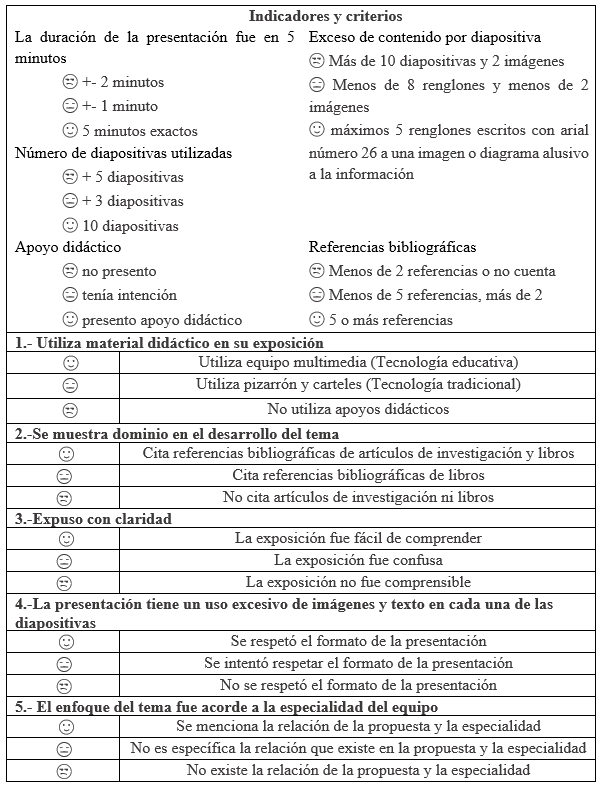 Indicadores y criterios
La duración de la presentación fue en 5
minutos
😒 +- 2 minutos
😑 +- 1 minuto
🙂 5 minutos exactos
Número de diapositivas utilizadas
😒 + 5 diapositivas
😑 + 3 diapositivas
🙂 10 diapositivas
Apoyo didáctico
😒 no presento
😑 tenía intención
🙂 presento apoyo didáctico
Exceso de contenido por diapositiva
😒 Más de 10 diapositivas y 2 imágenes
😑 Menos de 8 renglones y menos de 2
imágenes
🙂 máximos 5 renglones escritos con arial
número 26 a una imagen o diagrama alusivo
a la información
Referencias bibliográficas
😒 Menos de 2 referencias o no cuenta
😑 Menos de 5 referencias, más de 2
🙂 5 o más referencias
1.- Utiliza material didáctico en su exposición
🙂 Utiliza equipo multimedia (Tecnología educativa)
😑 Utiliza pizarrón y carteles (Tecnología tradicional)
😒 No utiliza apoyos didácticos
2.-Se muestra dominio en el desarrollo del tema
🙂 Cita referencias bibliográficas de artículos de investigación y libros
😑 Cita referencias bibliográficas de libros
😒 No cita artículos de investigación ni libros
3.-Expuso con claridad
🙂 La exposición fue fácil de comprender
😑 La exposición fue confusa
😒 La exposición no fue comprensible
4.-La presentación tiene un uso excesivo de imágenes y texto en cada una de las
diapositivas
🙂 Se respetó el formato de la presentación
😑 Se intentó respetar el formato de la presentación
😒 No se respetó el formato de la presentación
5.- El enfoque del tema fue acorde a la especialidad del equipo
🙂 Se menciona la relación de la propuesta y la especialidad
😑 No es específica la relación que existe en la propuesta y la especialidad
😒 No existe la relación de la propuesta y la especialidad